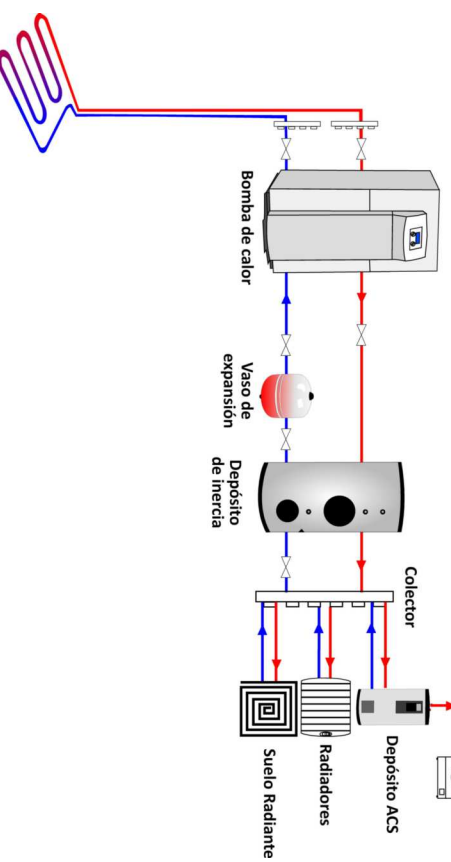 Bomba de calor
Vaso de
expansión
Depósito
de inercia
Colector
Depósito ACS
Radiadores
Suelo Radiante